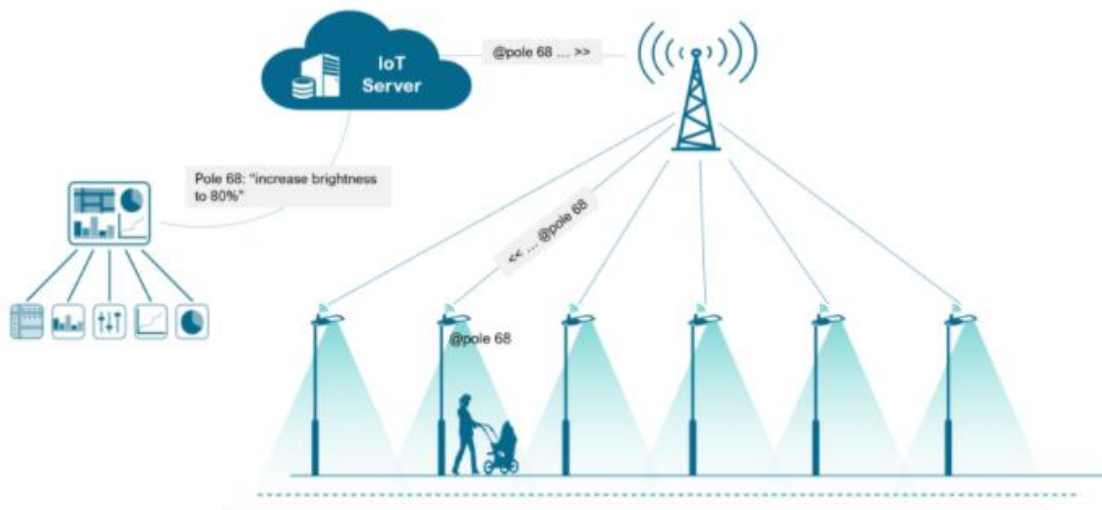 @pole 68 ... >>
IoT
Server
Pole 68: "increase brightness
to 80%"
<< ... @pole 68
@pole 68